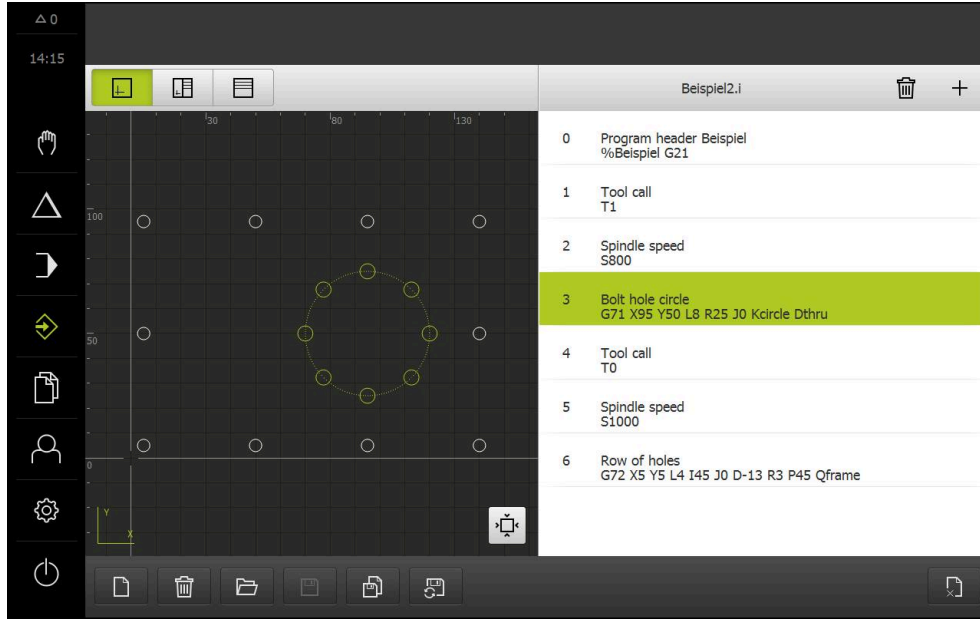 △ 0
14:15
Beispiel2.i
30
80
130
100
50
0
Y
X
0 Program header Beispiel
%Beispiel G21
1 Tool call
T1
2 Spindle speed
S800
3 Bolt hole circle
G71 X95 Y50 L8 R25 J0 Kcircle Dthru
4 Tool call
T0
5 Spindle speed
S1000
6 Row of holes
G72 X5 Y5 L4 I45 J0 D-13 R3 P45 Qframe